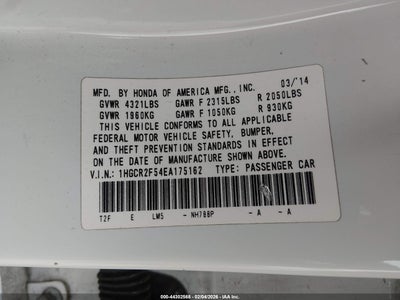 MFD. BY HONDA OF AMERICA MFG., INC. 03/'14
GVWR 4321LBS GAWR F 2315LBS R 2050LBS
GVWR 1960KG GAWR F 1050KG R 930KG
THIS VEHICLE CONFORMS TO ALL APPLICABLE
FEDERAL MOTOR VEHICLE SAFETY, BUMPER,
AND THEFT PREVENTION STANDARDS IN EFFECT
ON THE DATE OF MANUFACTURE SHOWN ABOVE.
V.I.N.: 1HGCR2F54EA175162 TYPE: PASSENGER CAR
T2F E LM5 - NH788P - A - A
000-44302568 - 02/04/2026 - IAAI.COM